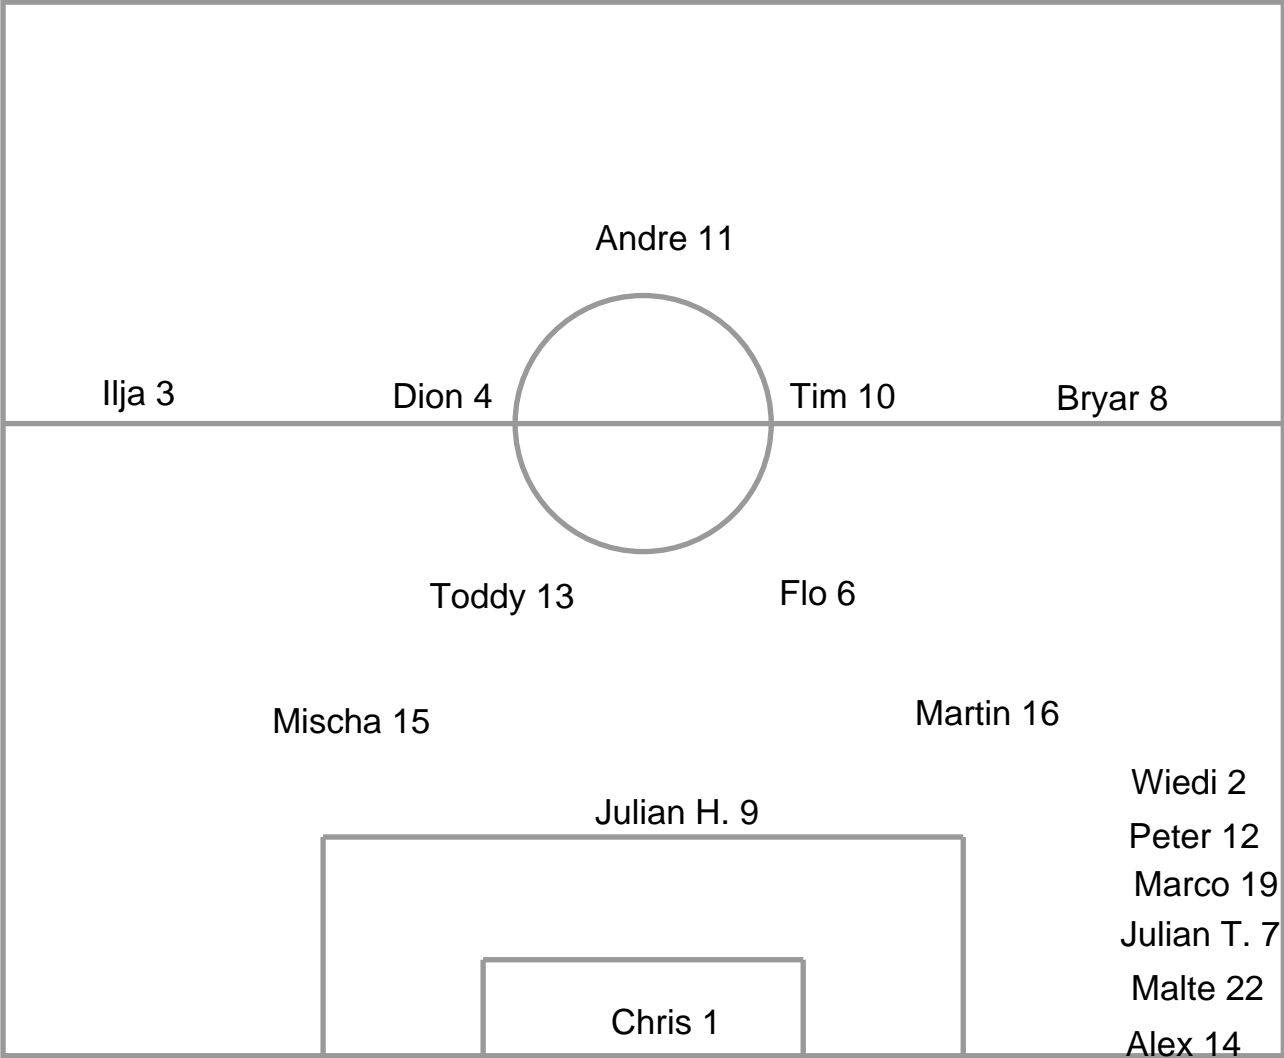 Andre 11
Ilja 3
Dion 4
Tim 10
Bryar 8
Toddy 13
Flo 6
Mischa 15
Martin 16
Julian H. 9
Wiedi 2
Peter 12
Marco 19
Julian T. 7
Malte 22
Chris 1
Alex 14